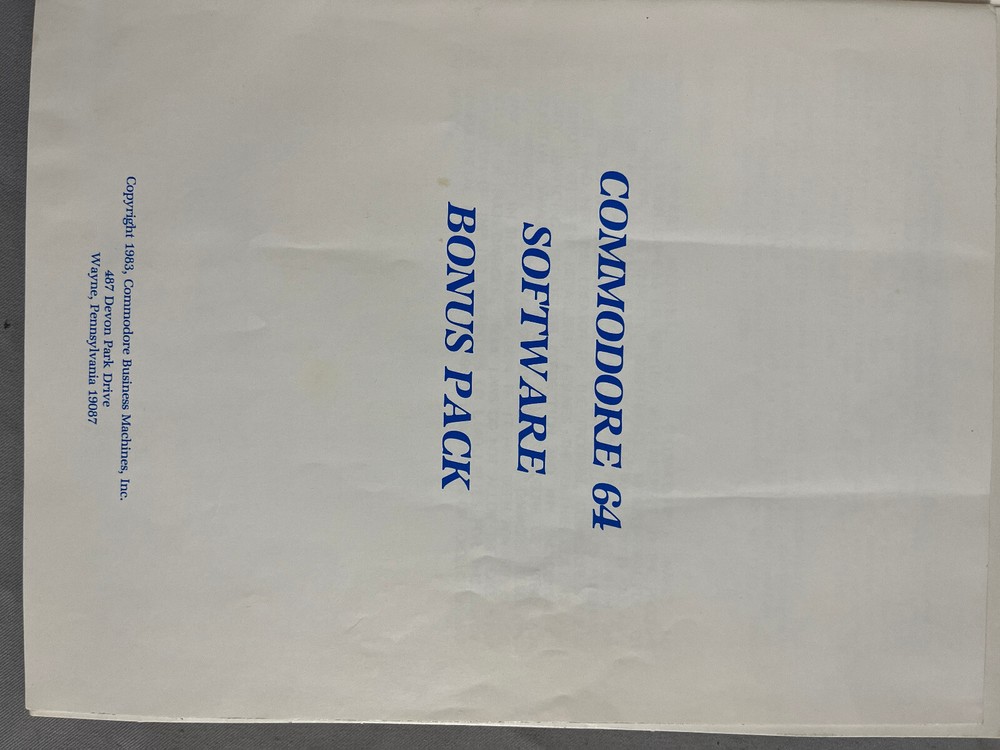 COMMODORE 64
SOFTWARE
BONUS PACK
Copyright 1983, Commodore Business Machines, Inc.
487 Devon Park Drive
Wayne, Pennsylvania 19087